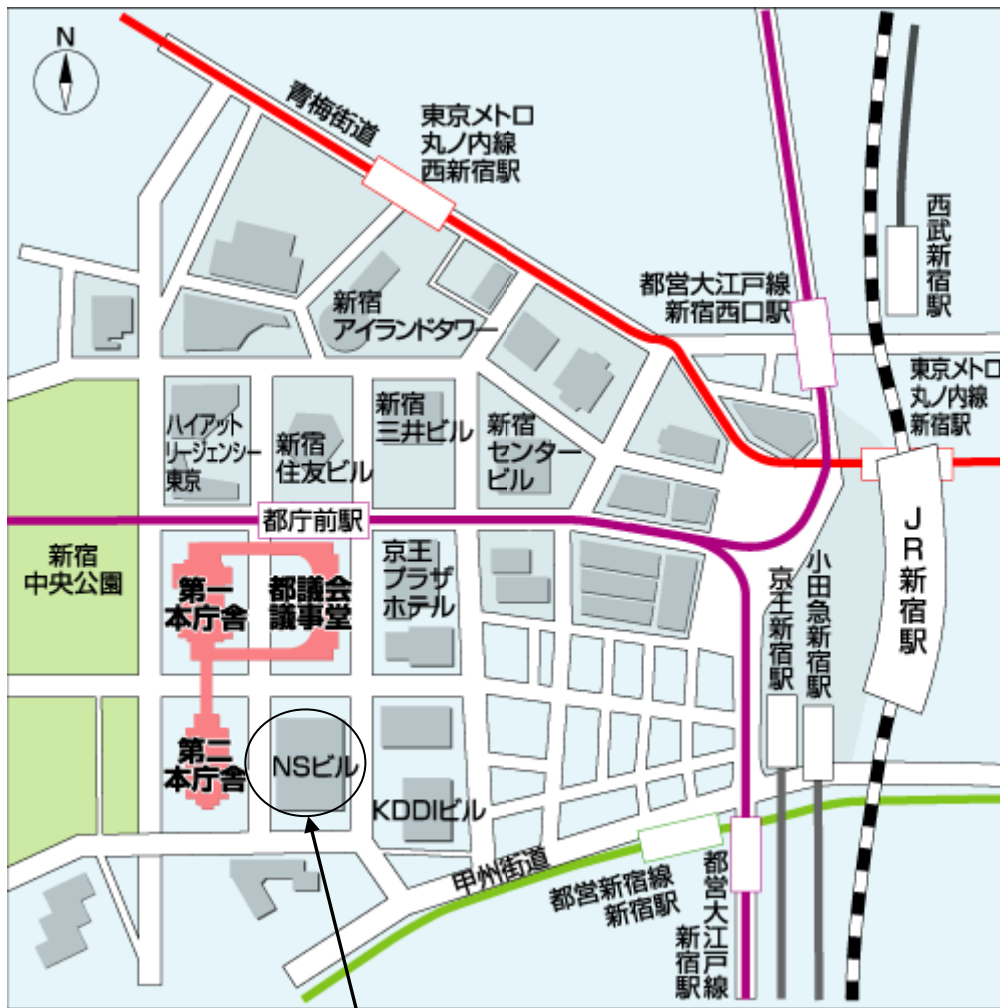 N
青梅街道
東京メトロ
丸ノ内線
西新宿駅
西武新宿駅
都営大江戸線
新宿西口駅
新宿
アイランドタワー
東京メトロ
丸ノ内線
新宿駅
ハイアット
リージェンシー
東京
新宿
住友ビル
新宿
三井ビル
新宿
センター
ビル
都庁前駅
JR新宿駅
新宿
中央公園
第一
本庁舎
都議会
議事堂
京王
プラザ
ホテル
京王新宿駅
小田急新宿駅
第二
本庁舎
NSビル
KDDIビル
甲州街道
都営新宿線
新宿駅
都営大江戸線
新宿駅